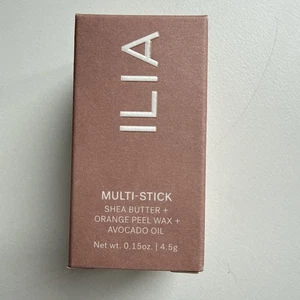 ILIA
MULTI-STICK
SHEA BUTTER +
ORANGE PEEL WAX +
AVOCADO OIL
Net wt. 0.15oz. | 4.5g